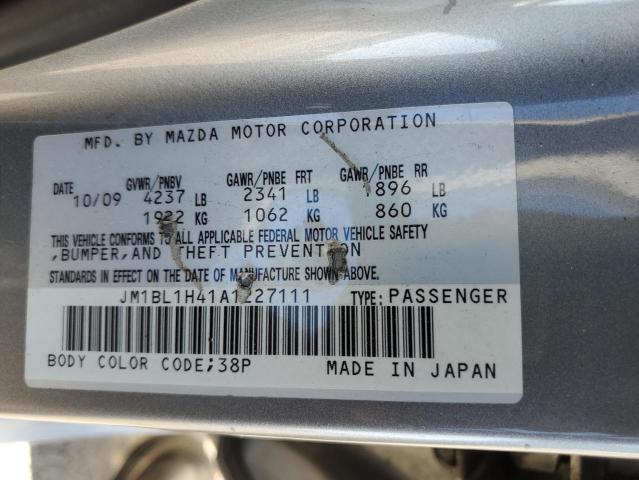 MFD. BY MAZDA MOTOR CORPORATION
DATE GVWR/PNBV GAWR/PNBE FRT GAWR/PNBE RR
10/09 4237 LB 2341 LB 1896 LB
1922 KG 1062 KG 860 KG
THIS VEHICLE CONFORMS TO ALL APPLICABLE FEDERAL MOTOR VEHICLE SAFETY
,BUMPER,AND THEFT PREVENTION
STANDARDS IN EFFECT ON THE DATE OF MANUFACTURE SHOWN ABOVE.
JM1BL1H41A1227111 TYPE: PASSENGER
BODY COLOR CODE;38P MADE IN JAPAN